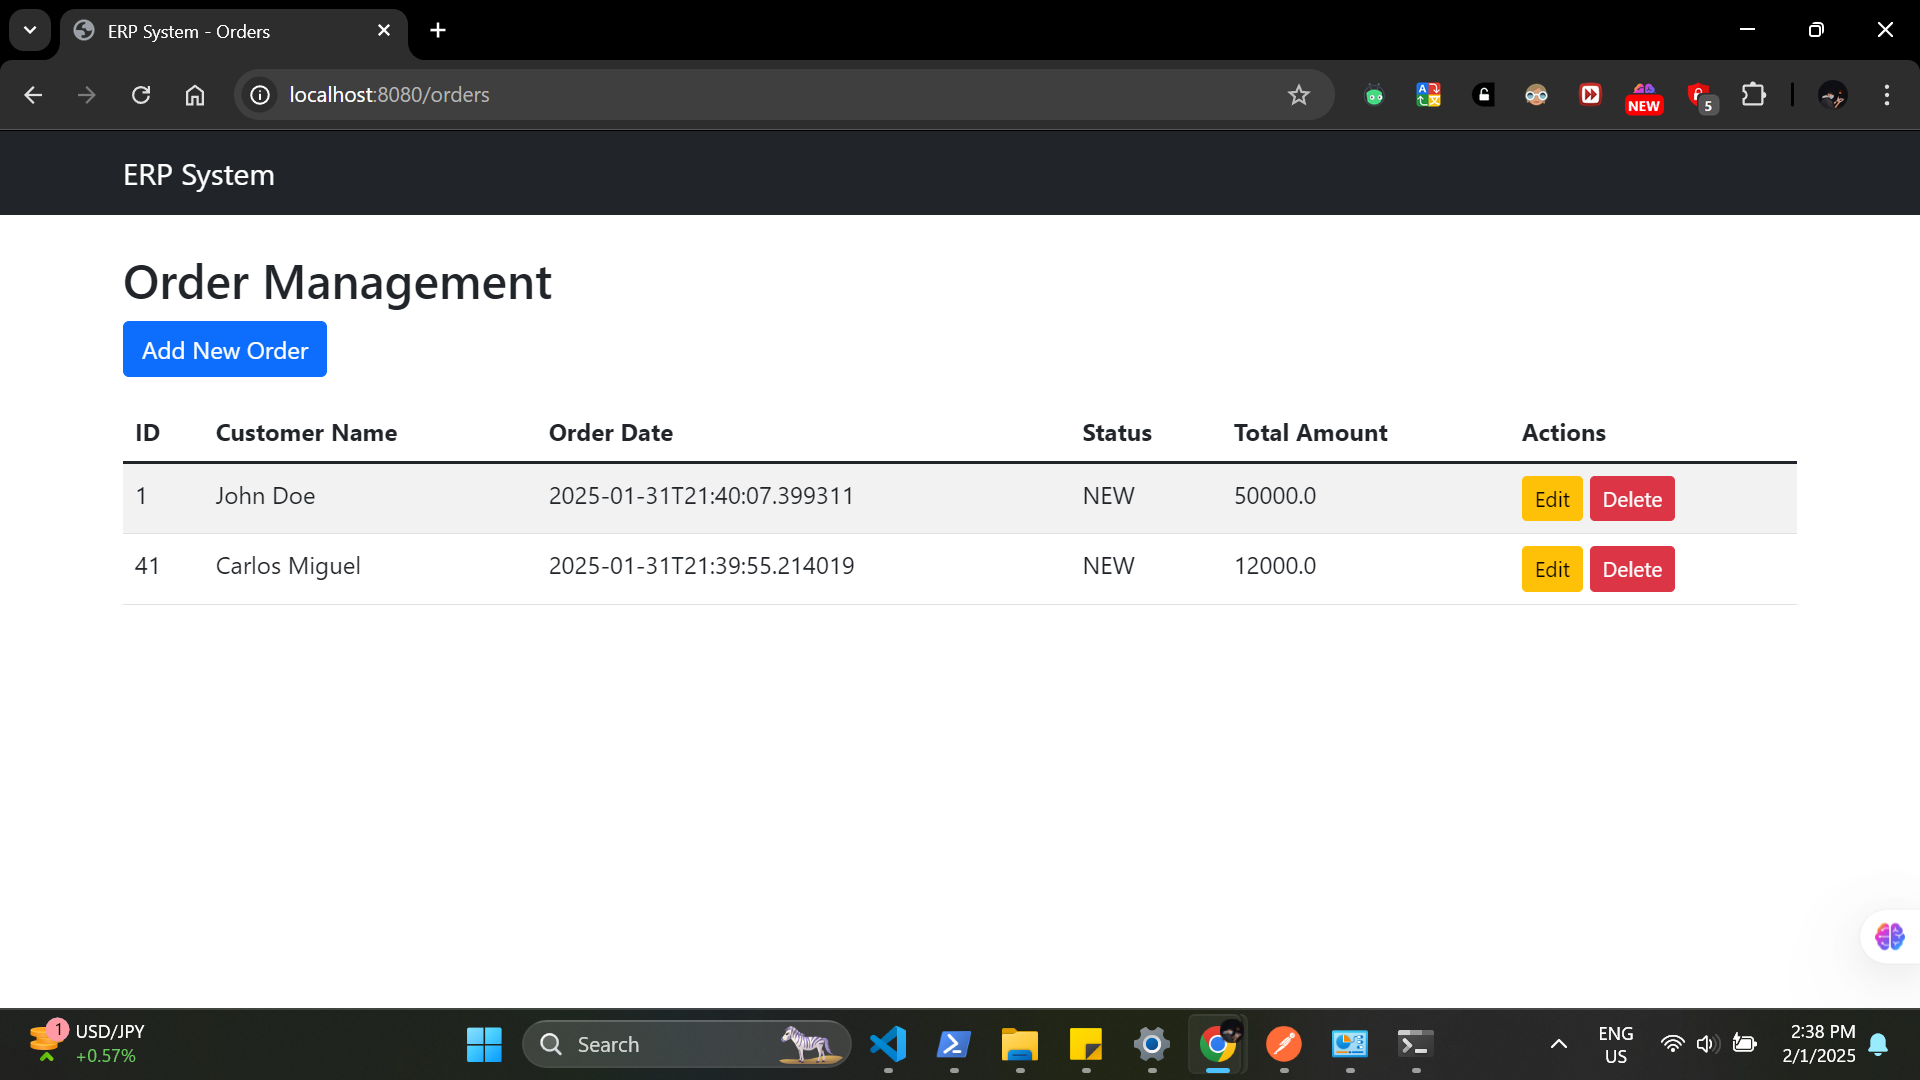 ERP System - Orders
localhost:8080/orders
NEW
5
ERP System
Order Management
Add New Order
ID Customer Name Order Date Status Total Amount Actions
1 John Doe 2025-01-31T21:40:07.399311 NEW 50000.0 Edit Delete
41 Carlos Miguel 2025-01-31T21:39:55.214019 NEW 12000.0 Edit Delete
1
USD/JPY
+0.57%
Search
ENG
US
2:38 PM
2/1/2025